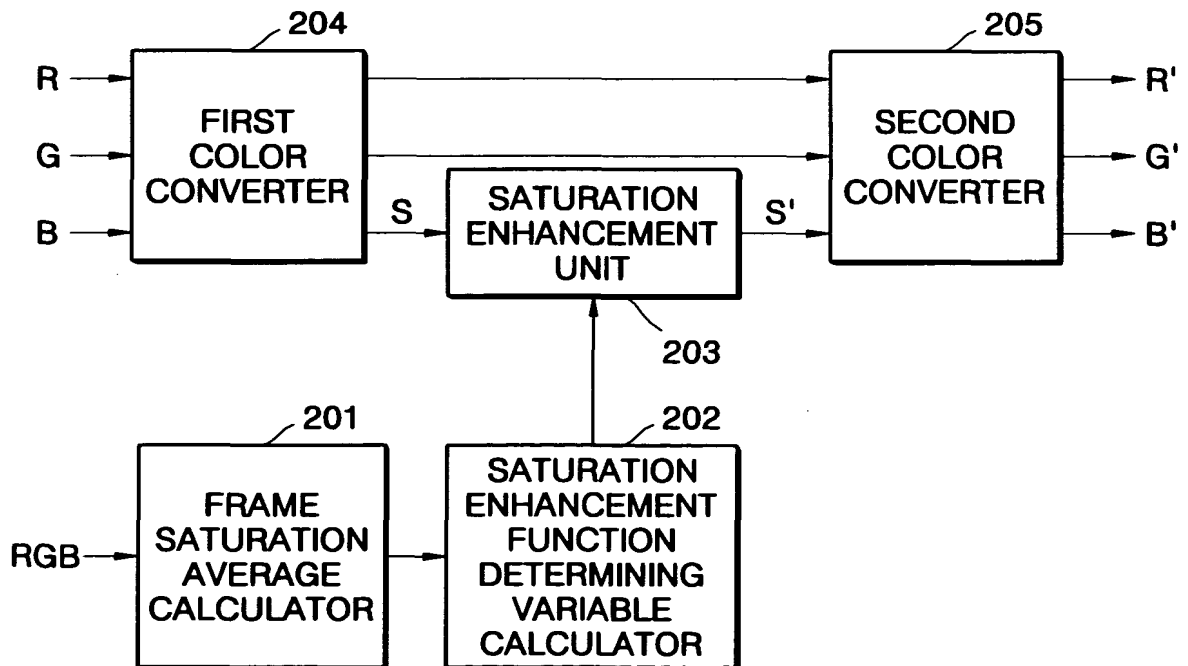 204
205
R
G
B
FIRST
COLOR
CONVERTER
S
SATURATION
ENHANCEMENT
UNIT
S'
SECOND
COLOR
CONVERTER
R'
G'
B'
203
201
202
RGB
FRAME
SATURATION
AVERAGE
CALCULATOR
SATURATION
ENHANCEMENT
FUNCTION
DETERMINING
VARIABLE
CALCULATOR